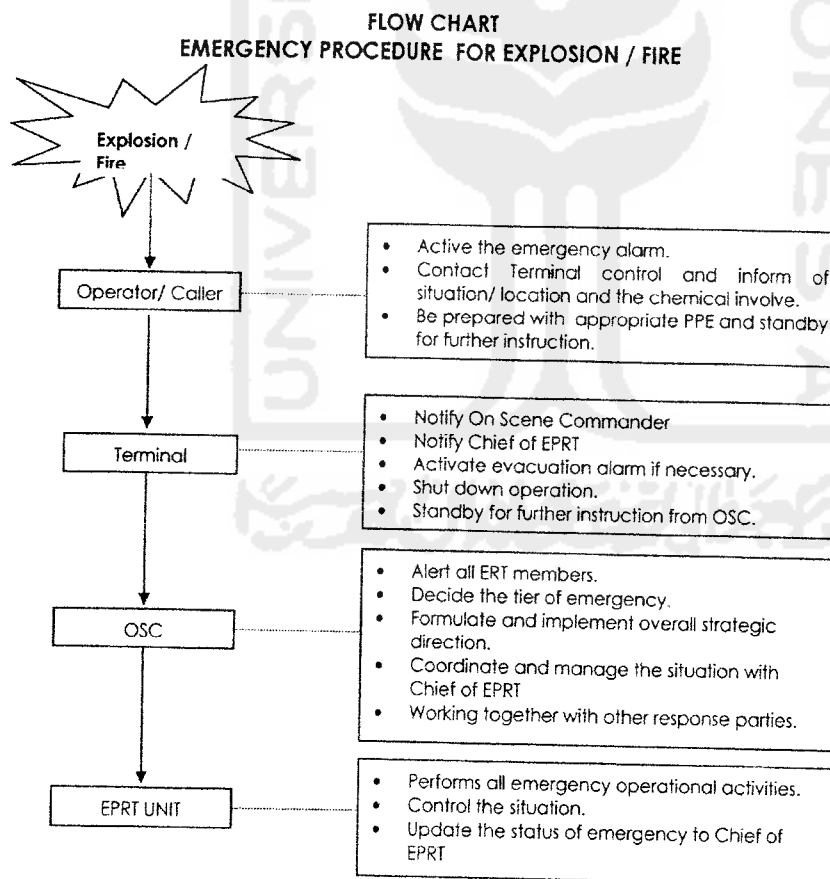 FLOW CHART
EMERGENCY PROCEDURE FOR EXPLOSION / FIRE
Explosion /
Fire
Operator/ Caller
• Active the emergency alarm.
• Contact Terminal control and inform of
situation/ location and the chemical involve.
• Be prepared with appropriate PPE and standby
for further instruction.
Terminal
• Notify On Scene Commander
• Notify Chief of EPRT
• Activate evacuation alarm if necessary.
• Shut down operation.
• Standby for further instruction from OSC.
OSC
• Alert all ERT members.
• Decide the tier of emergency.
• Formulate and implement overall strategic
direction.
• Coordinate and manage the situation with
Chief of EPRT
• Working together with other response parties.
EPRT UNIT
• Performs all emergency operational activities.
• Control the situation.
• Update the status of emergency to Chief of
EPRT